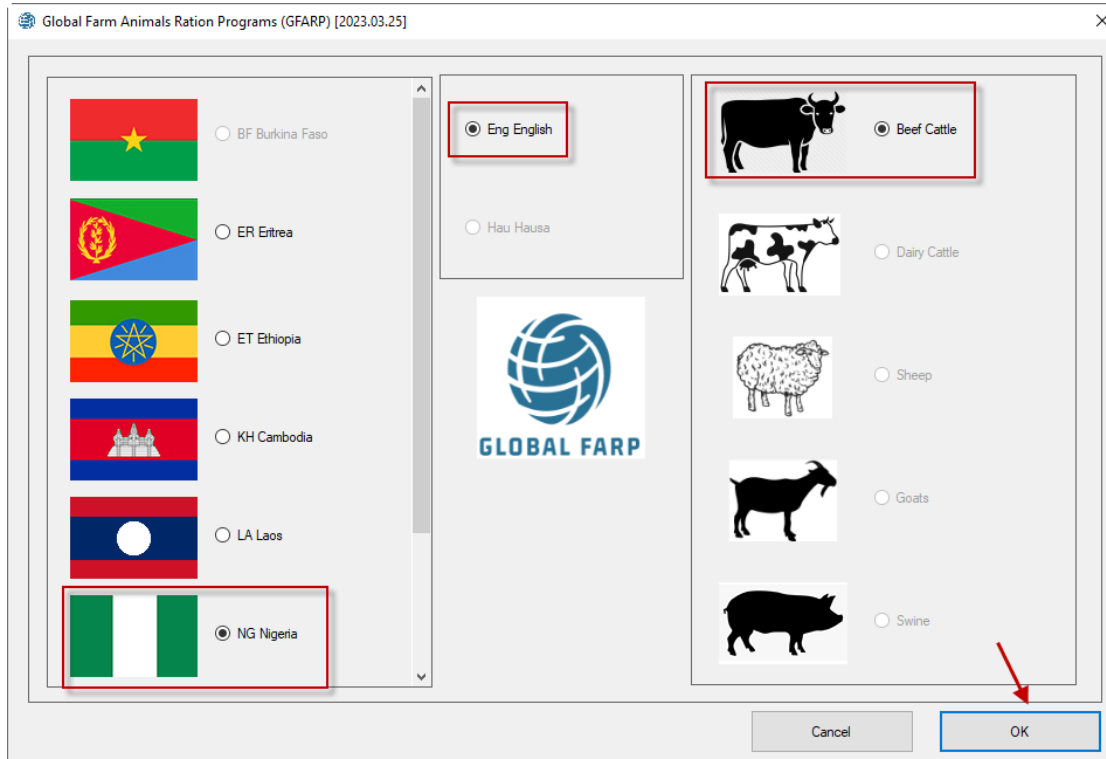 Global Farm Animals Ration Programs (GFARP) [2023.03.25]
BF Burkina Faso
ER Eritrea
ET Ethiopia
KH Cambodia
LA Laos
NG Nigeria
Eng English
Hau Hausa
GLOBAL FARP
Beef Cattle
Dairy Cattle
Sheep
Goats
Swine
Cancel
OK